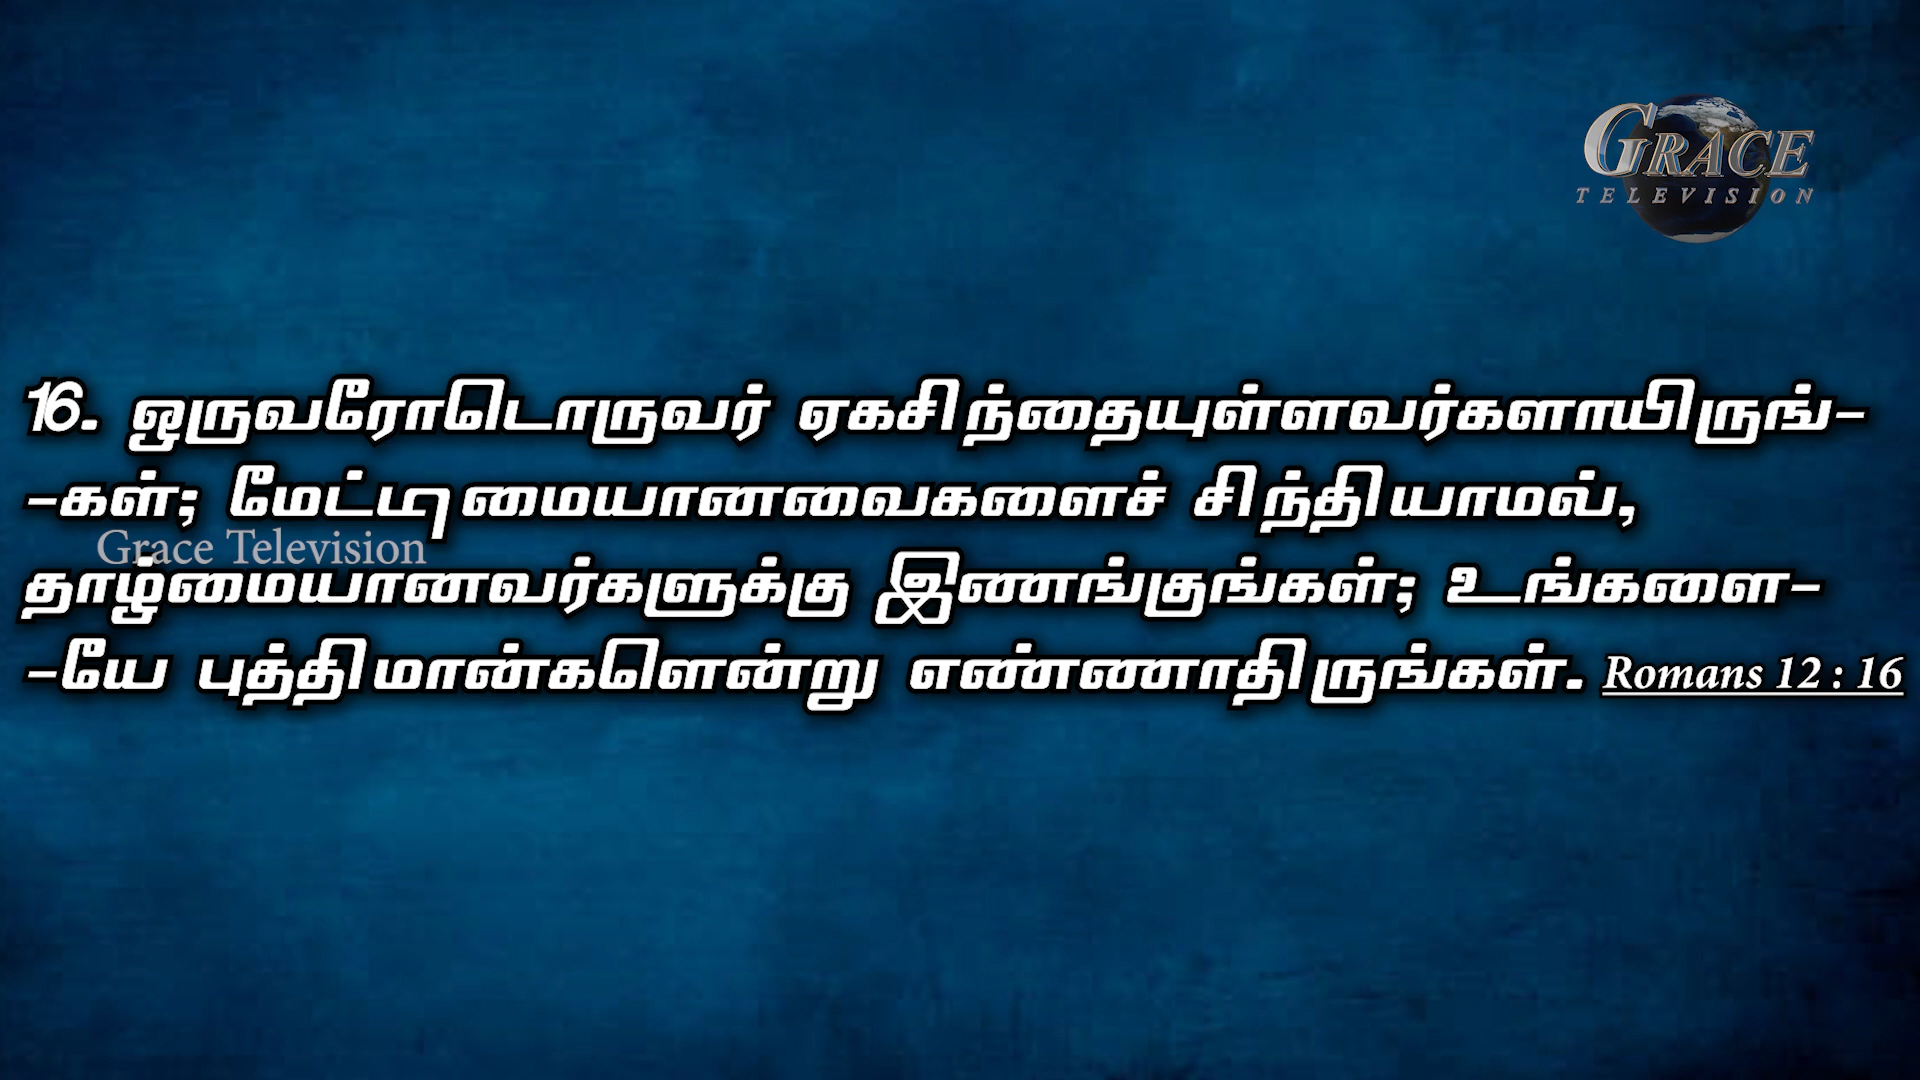 GRACE
TELEVISION
16. ஒருவரோடொருவர் ஏகசிந்தையுள்ளவர்களாயிருங்-
-கள்; மேட்டிமையானவைகளைச் சிந்தியாமல்,
Grace Television
தாழ்மையானவர்களுக்கு இணங்குங்கள்; உங்களை-
-யே புத்திமான்களென்று எண்ணாதிருங்கள். Romans 12 : 16